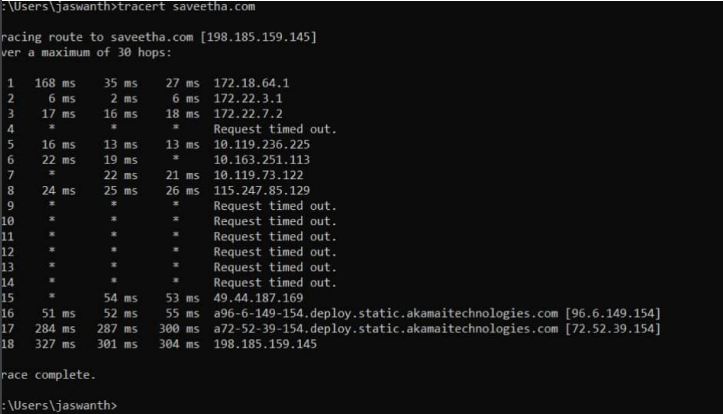 :\Users\jaswanth>tracert saveetha.com
racing route to saveetha.com [198.185.159.145]
ver a maximum of 30 hops:
1 168 ms 35 ms 27 ms 172.18.64.1
2 6 ms 2 ms 6 ms 172.22.3.1
3 17 ms 16 ms 18 ms 172.22.7.2
4 * * * Request timed out.
5 16 ms 13 ms 13 ms 10.119.236.225
6 22 ms 19 ms * 10.163.251.113
7 * 22 ms 21 ms 10.119.73.122
8 24 ms 25 ms 26 ms 115.247.85.129
9 * * * Request timed out.
10 * * * Request timed out.
11 * * * Request timed out.
12 * * * Request timed out.
13 * * * Request timed out.
14 * * * Request timed out.
15 * 54 ms 53 ms 49.44.187.169
16 51 ms 52 ms 55 ms a96-6-149-154.deploy.static.akamaitechnologies.com [96.6.149.154]
17 284 ms 287 ms 300 ms a72-52-39-154.deploy.static.akamaitechnologies.com [72.52.39.154]
18 327 ms 301 ms 304 ms 198.185.159.145
race complete.
:\Users\jaswanth>